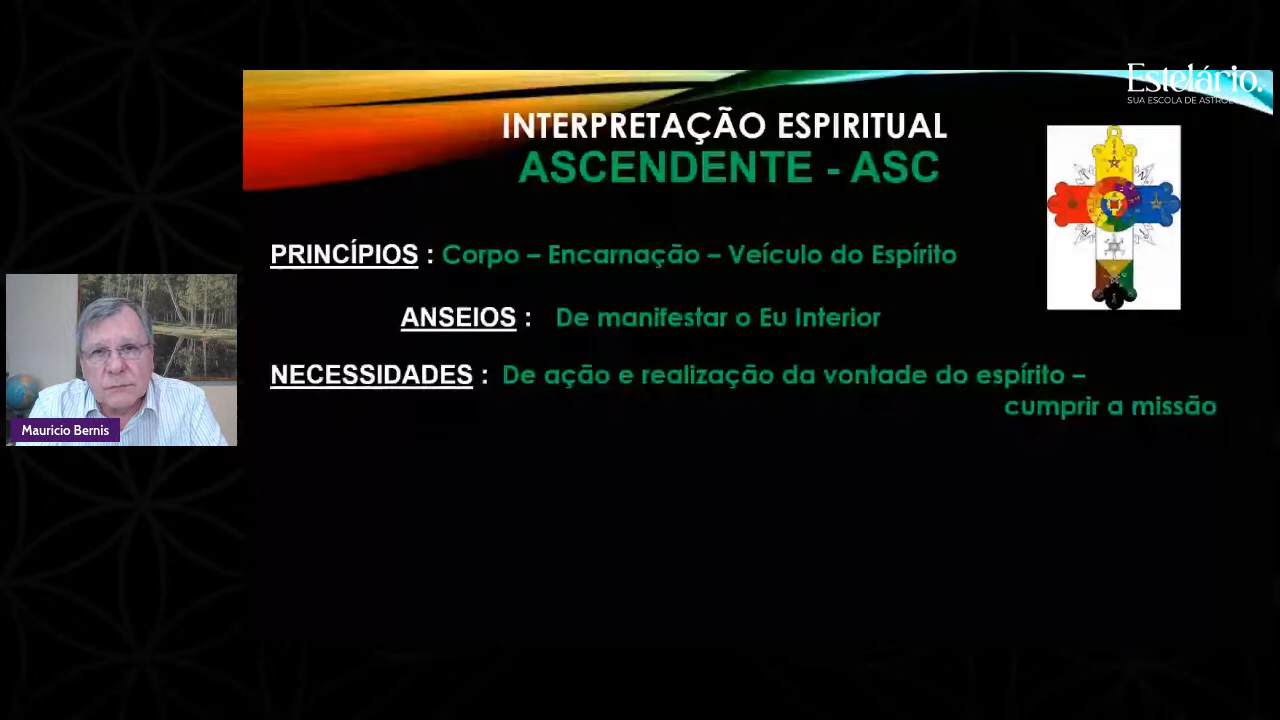 Estelário.
SUA ESCOLA DE ASTROLOGIA
INTERPRETAÇÃO ESPIRITUAL
ASCENDENTE - ASC
PRINCÍPIOS : Corpo – Encarnação – Veículo do Espírito
ANSEIOS : De manifestar o Eu Interior
NECESSIDADES : De ação e realização da vontade do espírito –
cumprir a missão
Mauricio Bernis